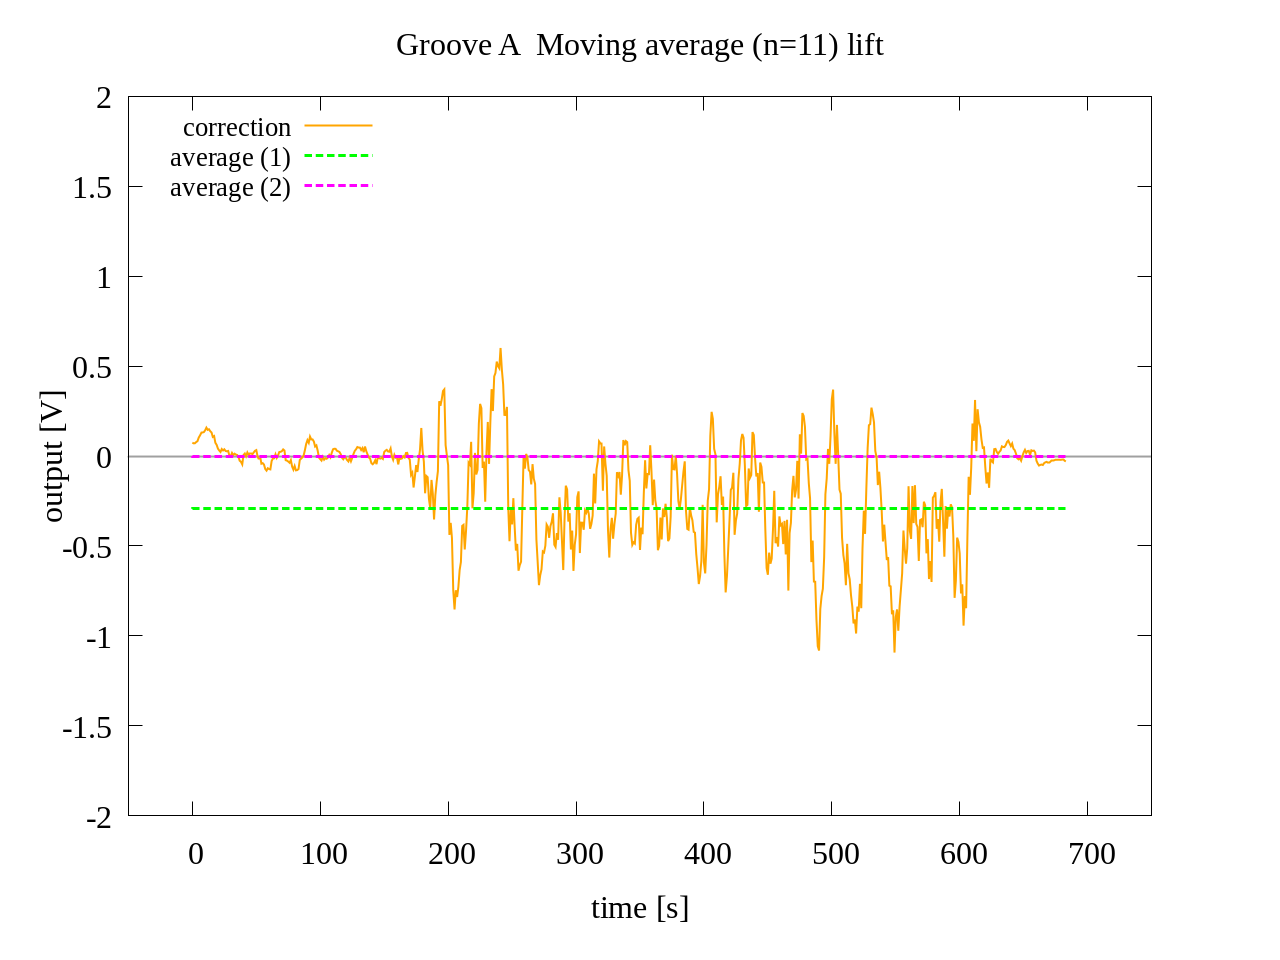 Groove A  Moving average (n=11) lift
correction
average (1)
average (2)
2
1.5
1
0.5
0
-0.5
-1
-1.5
-2
output [V]
0 100 200 300 400 500 600 700
time [s]